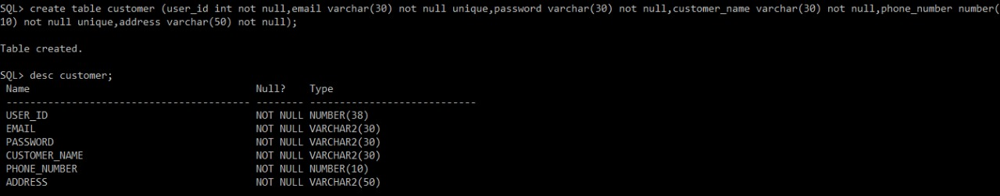 SQL> create table customer (user_id int not null,email varchar(30) not null unique,password varchar(30) not null,customer_name varchar(30) not null,phone_number number(
10) not null unique,address varchar(50) not null);
Table created.
SQL> desc customer;
Name Null? Type
----------------------------------------- -------- ----------------------------
USER_ID NOT NULL NUMBER(38)
EMAIL NOT NULL VARCHAR2(30)
PASSWORD NOT NULL VARCHAR2(30)
CUSTOMER_NAME NOT NULL VARCHAR2(30)
PHONE_NUMBER NOT NULL NUMBER(10)
ADDRESS NOT NULL VARCHAR2(50)